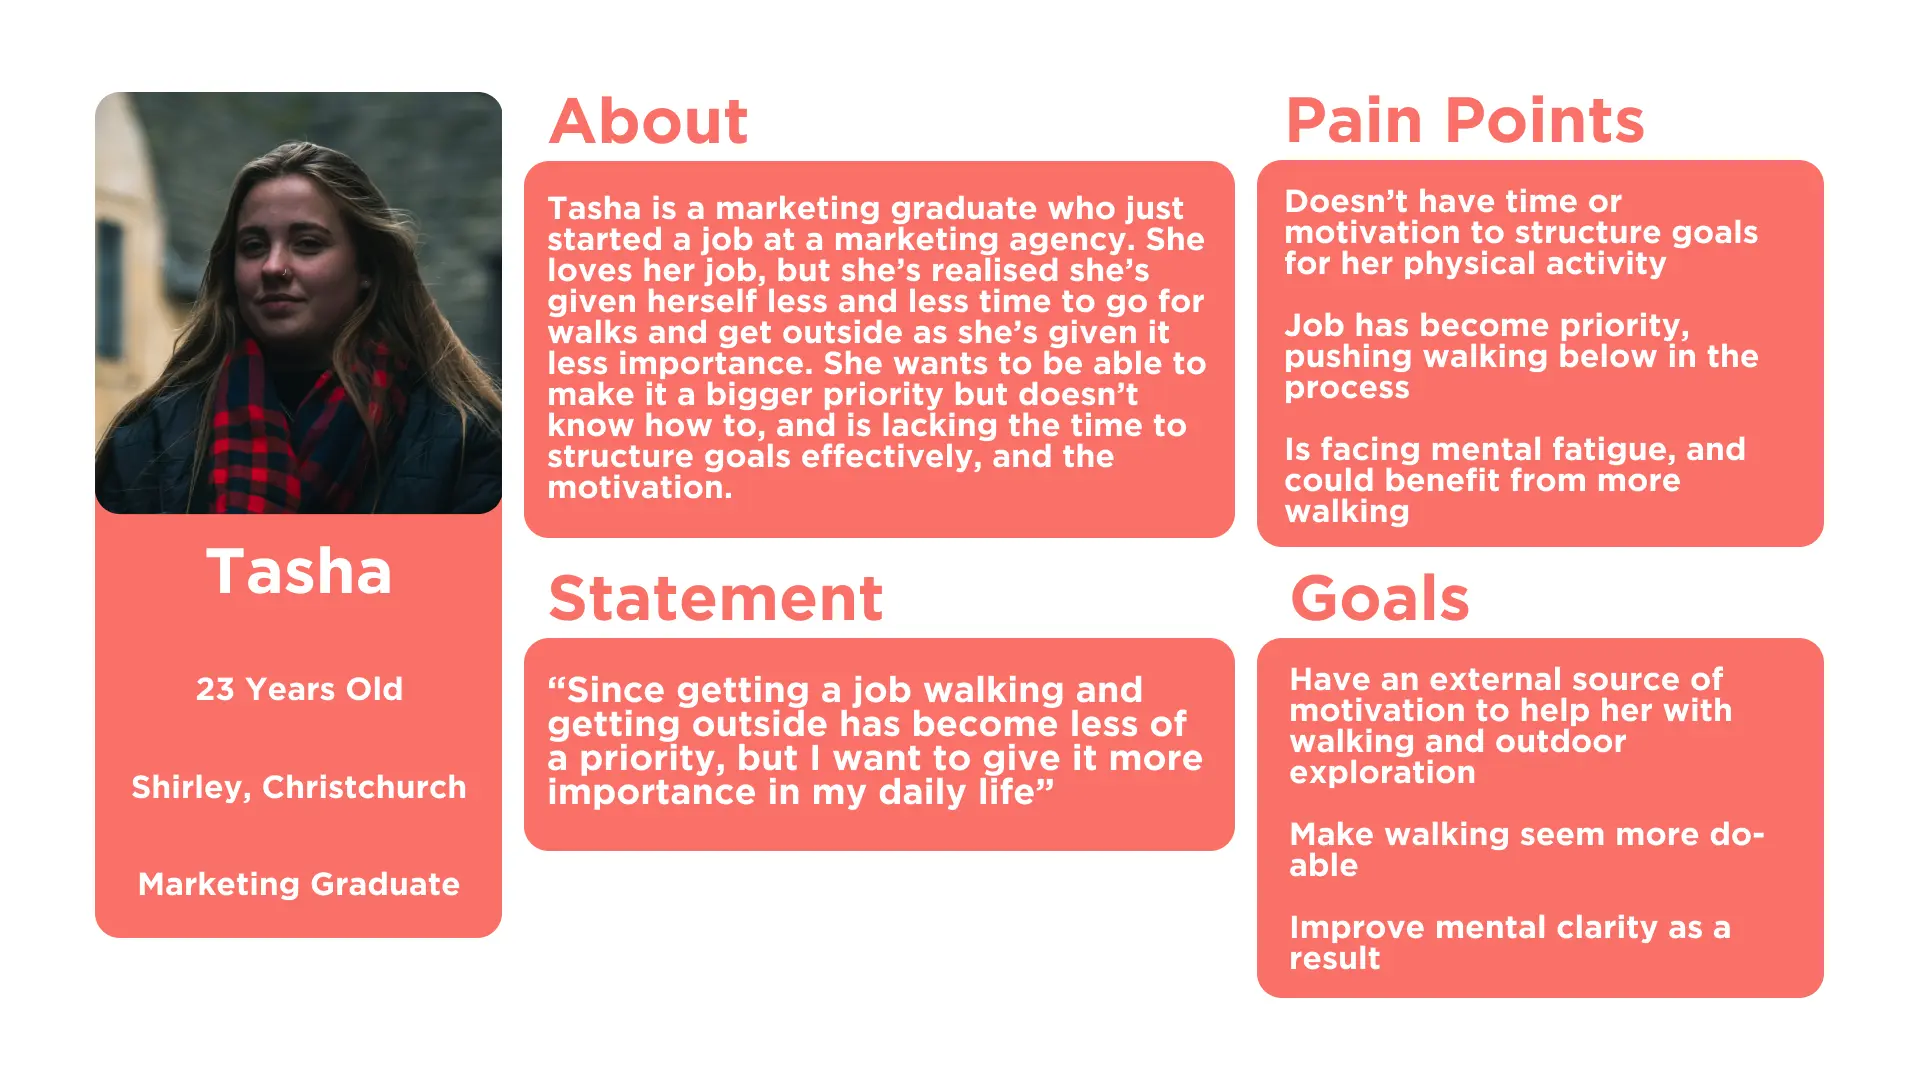 Tasha
23 Years Old
Shirley, Christchurch
Marketing Graduate
About
Tasha is a marketing graduate who just
started a job at a marketing agency. She
loves her job, but she’s realised she’s
given herself less and less time to go for
walks and get outside as she’s given it
less importance. She wants to be able to
make it a bigger priority but doesn’t
know how to, and is lacking the time to
structure goals effectively, and the
motivation.
Statement
“Since getting a job walking and
getting outside has become less of
a priority, but I want to give it more
importance in my daily life”
Pain Points
Doesn’t have time or
motivation to structure goals
for her physical activity
Job has become priority,
pushing walking below in the
process
Is facing mental fatigue, and
could benefit from more
walking
Goals
Have an external source of
motivation to help her with
walking and outdoor
exploration
Make walking seem more do-
able
Improve mental clarity as a
result